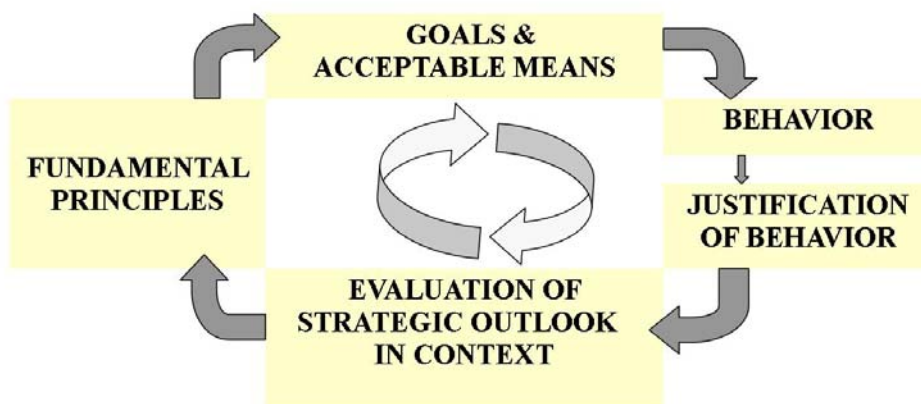 GOALS &
ACCEPTABLE MEANS
BEHAVIOR
FUNDAMENTAL
PRINCIPLES
JUSTIFICATION
OF BEHAVIOR
EVALUATION OF
STRATEGIC OUTLOOK
IN CONTEXT